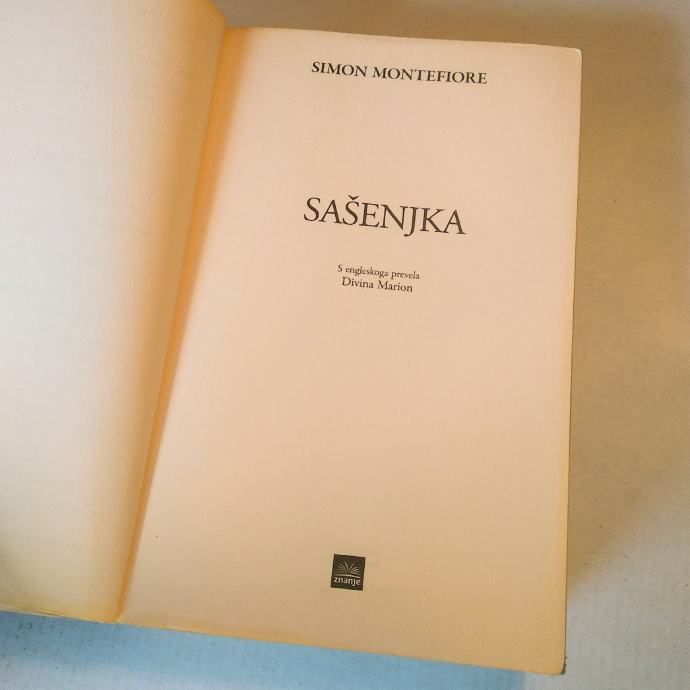 SIMON MONTEFIORE
SAŠENJKA
S engleskoga prevela
Divina Marion
znanje